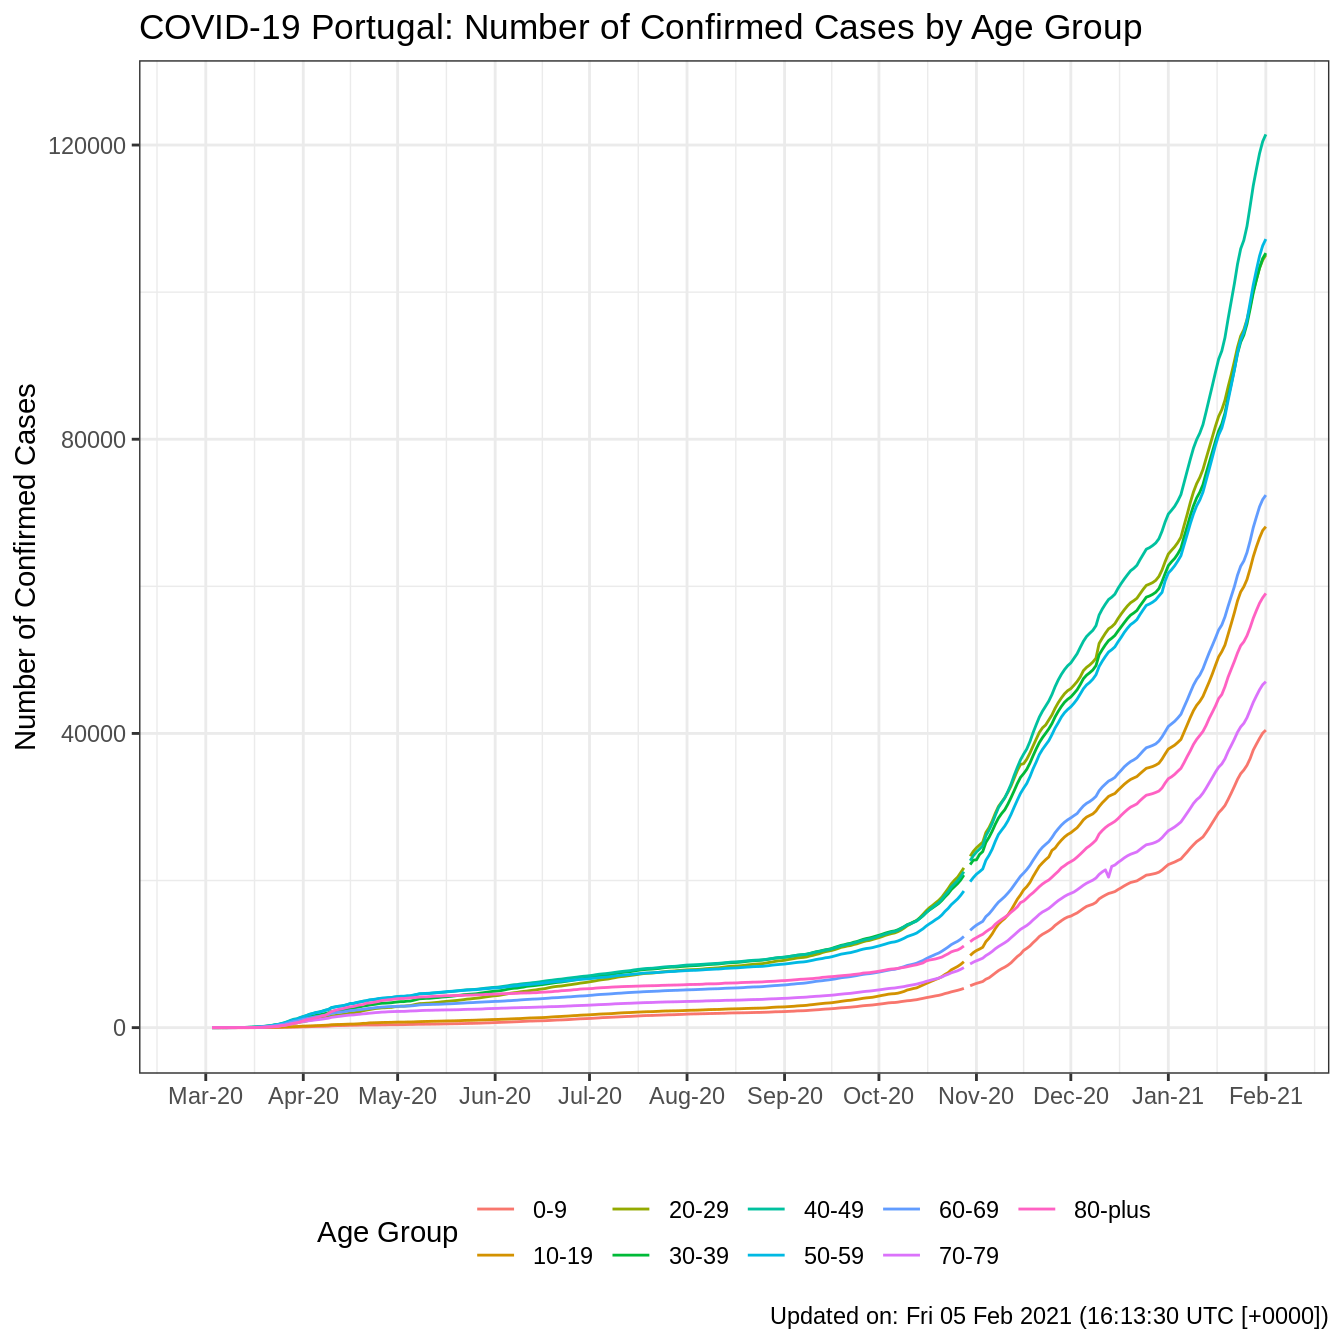 COVID-19 Portugal: Number of Confirmed Cases by Age Group
Number of Confirmed Cases
120000
80000
40000
0
Mar-20 Apr-20 May-20 Jun-20 Jul-20 Aug-20 Sep-20 Oct-20 Nov-20 Dec-20 Jan-21 Feb-21
Age Group
0-9 20-29 40-49 60-69 80-plus
10-19 30-39 50-59 70-79
Updated on: Fri 05 Feb 2021 (16:13:30 UTC [+0000])